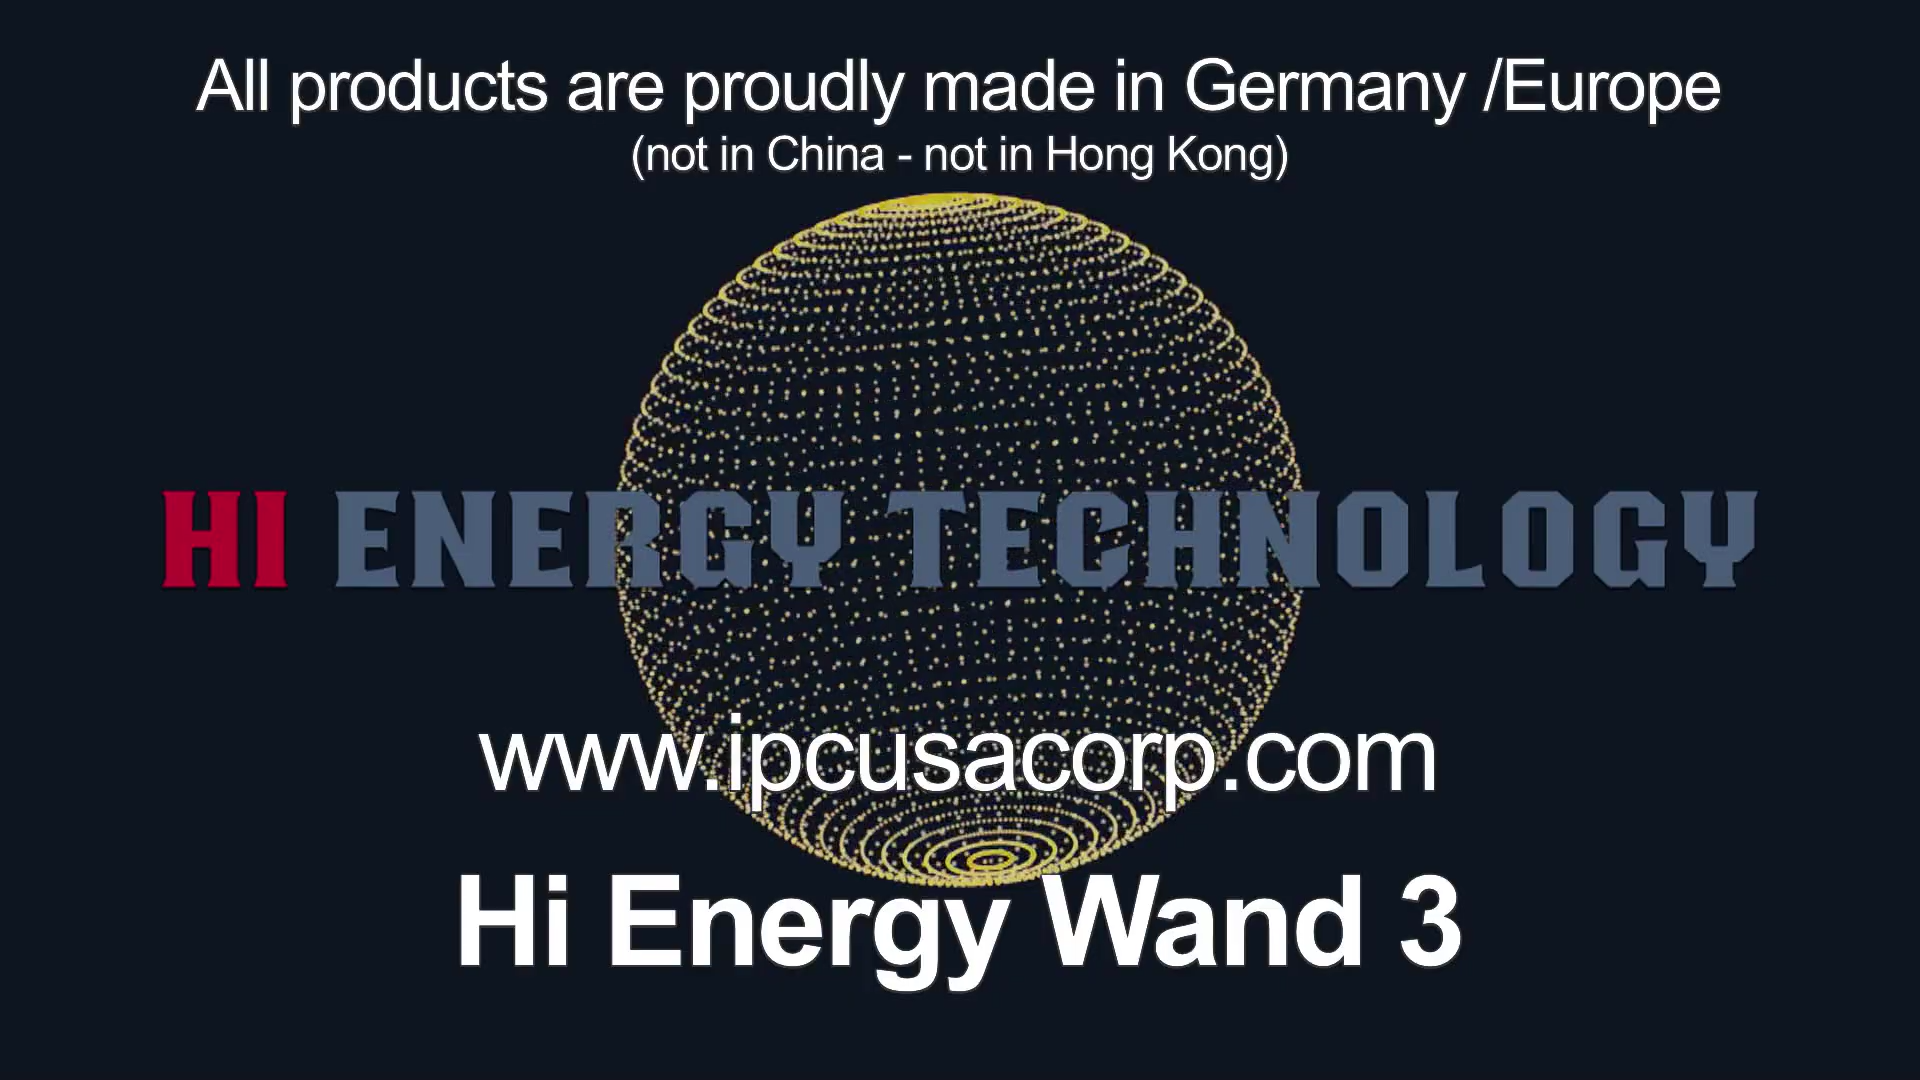 All products are proudly made in Germany /Europe
(not in China - not in Hong Kong)
HI ENERGY TECHNOLOGY
www.ipcusacorp.com
Hi Energy Wand 3